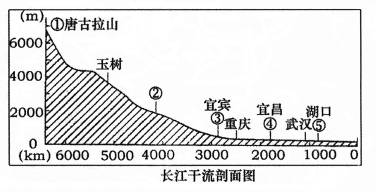 (m)
①唐古拉山
6000
玉树
4000
②
2000
宜宾
③
重庆
宜昌
④
武汉
湖口
⑤
0
(km) 6000 5000 4000 3000 2000 1000 0
长江干流剖面图